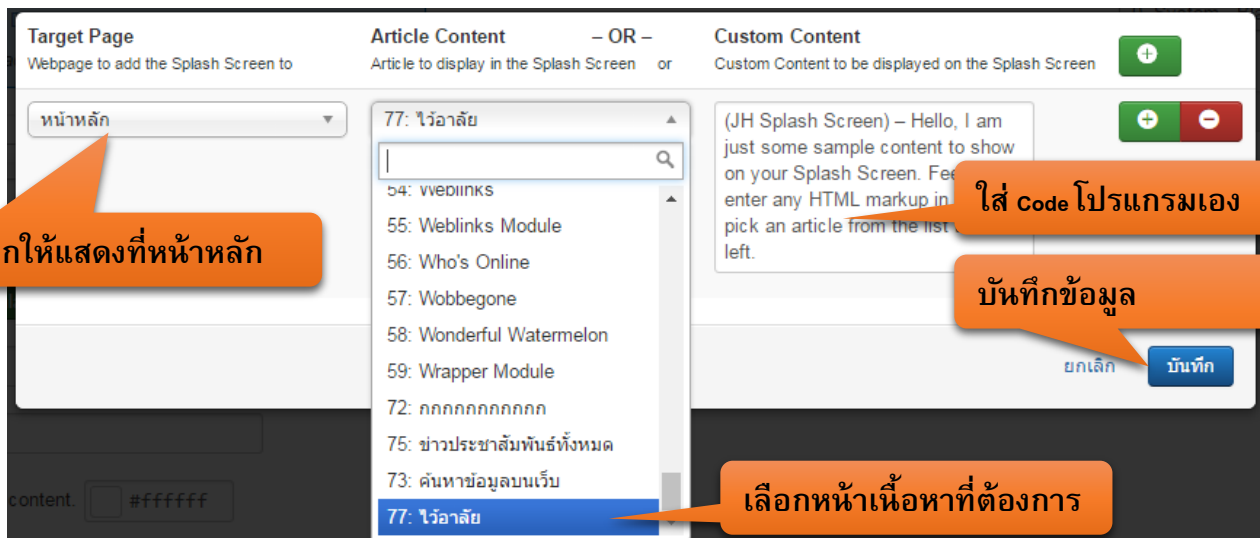 Target Page
Webpage to add the Splash Screen to
Article Content – OR –
Article to display in the Splash Screen or
Custom Content
Custom Content to be displayed on the Splash Screen
หน้าหลัก
77: ไว้อาลัย
54: Weblinks
55: Weblinks Module
56: Who's Online
57: Wobbegone
58: Wonderful Watermelon
59: Wrapper Module
72: กกกกกกกกกกก
75: ข่าวประชาสัมพันธ์ทั้งหมด
73: ค้นหาข้อมูลบนเว็บ
77: ไว้อาลัย
(JH Splash Screen) – Hello, I am
just some sample content to show
on your Splash Screen. Fee
enter any HTML markup in
pick an article from the list
left.
ใส่ Code โปรแกรมเอง
กให้แสดงที่หน้าหลัก
บันทึกข้อมูล
ยกเลิก
บันทึก
เลือกหน้าเนื้อหาที่ต้องการ
content.
#ffffff